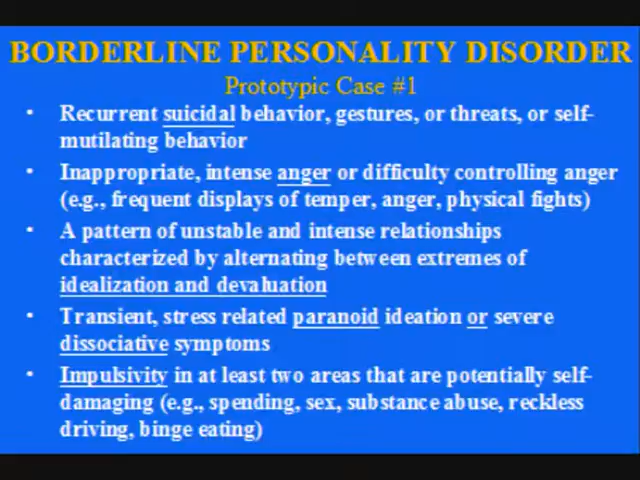 BORDERLINE PERSONALITY DISORDER
Prototypic Case #1
• Recurrent suicidal behavior, gestures, or threats, or self-
mutilating behavior
• Inappropriate, intense anger or difficulty controlling anger
(e.g., frequent displays of temper, anger, physical fights)
• A pattern of unstable and intense relationships
characterized by alternating between extremes of
idealization and devaluation
• Transient, stress related paranoid ideation or severe
dissociative symptoms
• Impulsivity in at least two areas that are potentially self-
damaging (e.g., spending, sex, substance abuse, reckless
driving, binge eating)